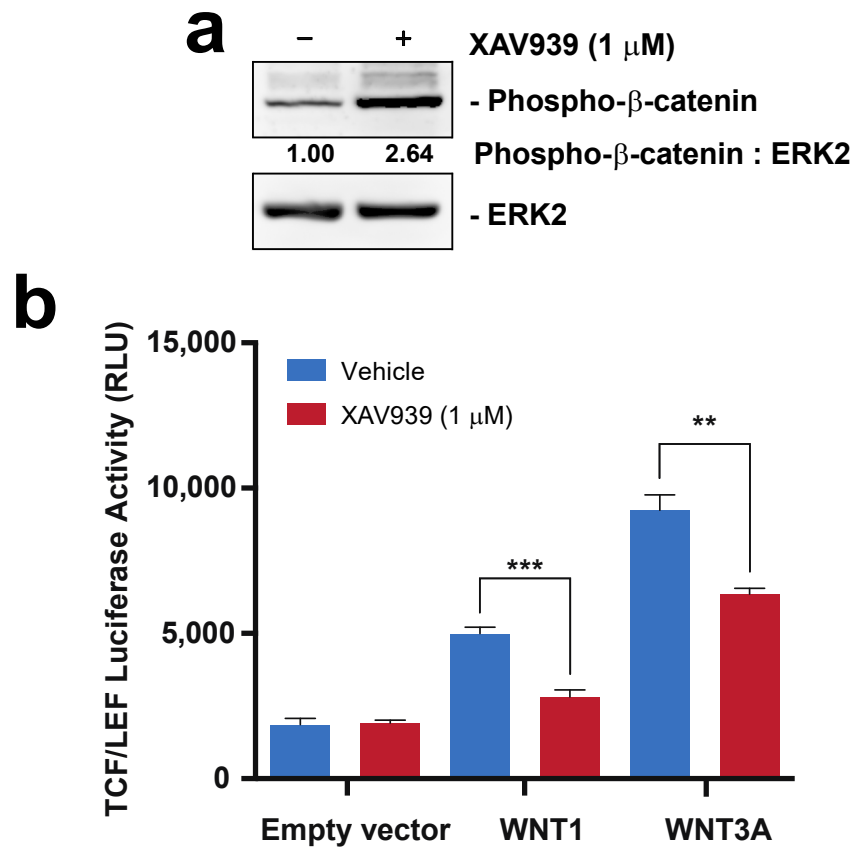 a
− + XAV939 (1 μM)
- Phospho-β-catenin
1.00 2.64 Phospho-β-catenin : ERK2
- ERK2
b
TCF/LEF Luciferase Activity (RLU)
15,000
10,000
5,000
0
Vehicle
XAV939 (1 μM)
***
**
Empty vector WNT1 WNT3A